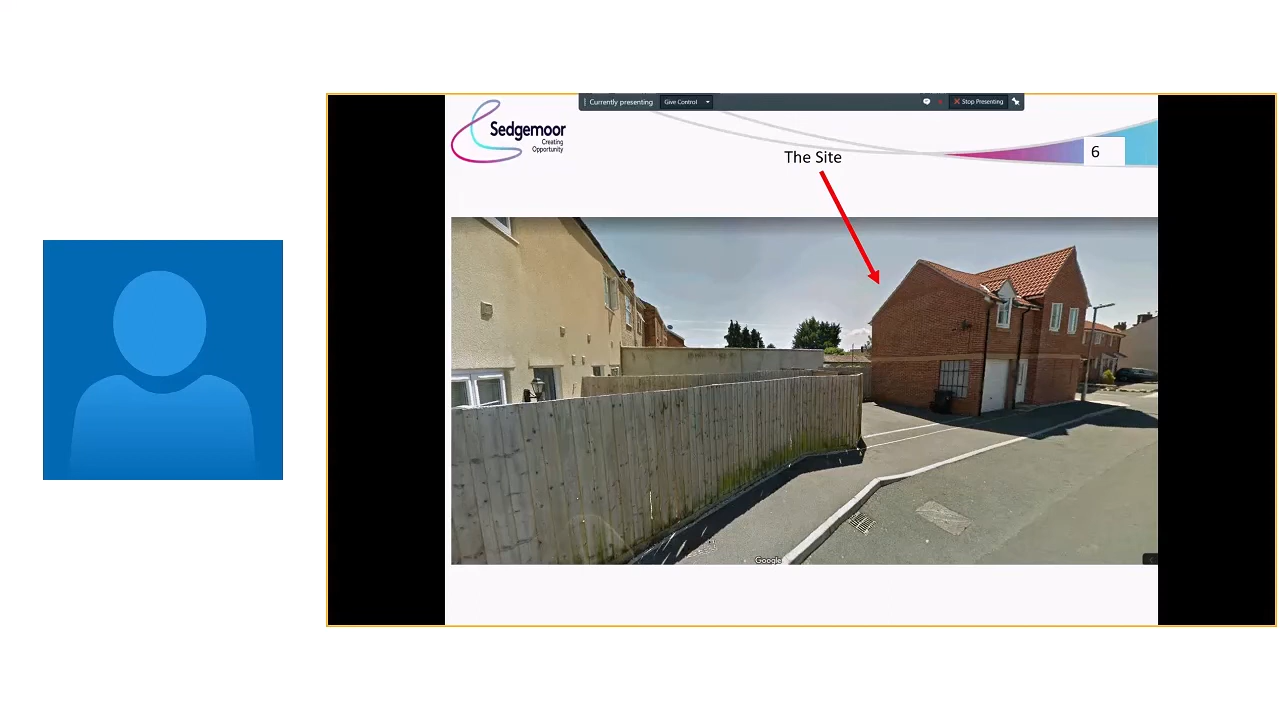 Currently presenting
Give Control
Stop Presenting
Sedgemoor
Creating
Opportunity
The Site
6
Google